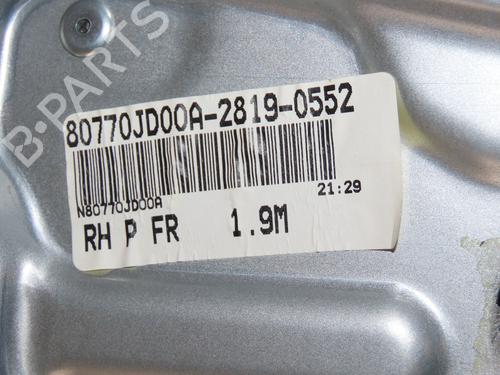 B-PARTS
80770JD00A-2819-0552
N80770JD00A
21:29
RH P FR 1.9M